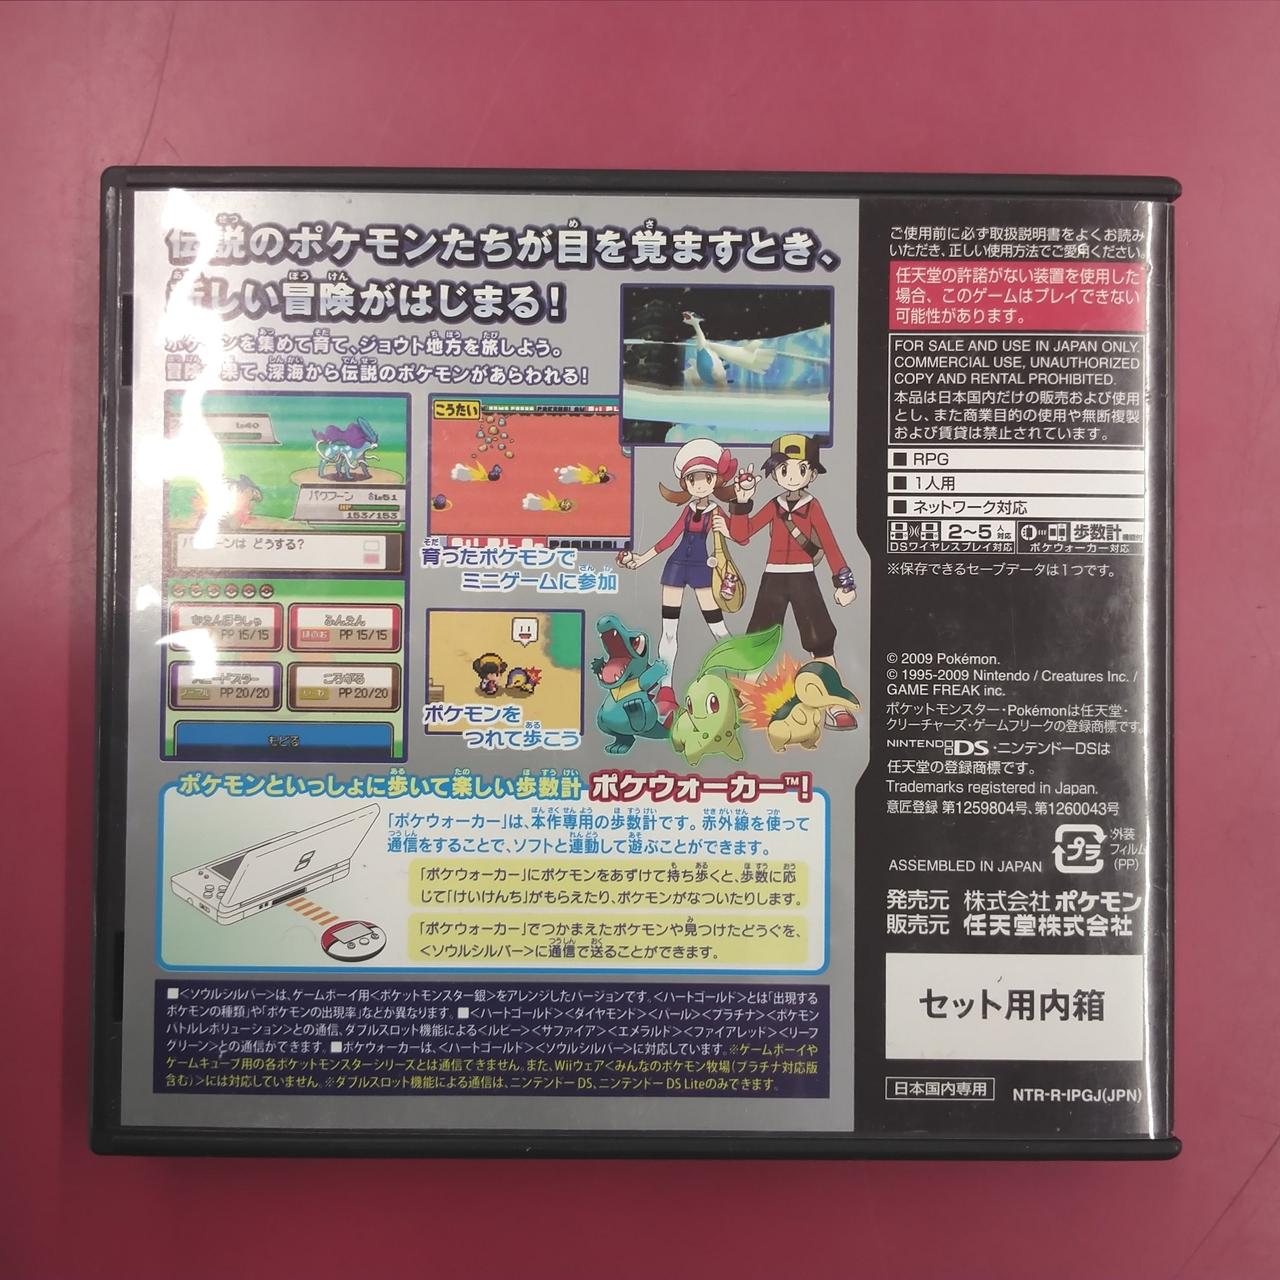 伝説のポケモンたちが目を覚ますとき、
新しい冒険がはじまる!
ポケモンを集めて育て、ジョウト地方を旅しよう。
冒険の果て、深海から伝説のポケモンがあらわれる!
Lv40
バクフーン ♂Lv51
HP
153/153
バクフーンは どうする?
かえんほうしゃ
PP 15/15
ふんえん
ほのお PP 15/15
スピードスター
ノーマル PP 20/20
ころがる
いわ PP 20/20
もどる
こうたい
育ったポケモンで
ミニゲームに参加
ポケモンを
つれて歩こう
ポケモンといっしょに歩いて楽しい歩数計 ポケウォーカー™!
「ポケウォーカー」は、本作専用の歩数計です。赤外線を使って
通信をすることで、ソフトと連動して遊ぶことができます。
「ポケウォーカー」にポケモンをあずけて持ち歩くと、歩数に応
じて「けいけんち」がもらえたり、ポケモンがなついたりします。
「ポケウォーカー」でつかまえたポケモンや見つけたどうぐを、
<ソウルシルバー>に通信で送ることができます。
■<ソウルシルバー>は、ゲームボーイ用<ポケットモンスター銀>をアレンジしたバージョンです。<ハートゴールド>とは「出現する
ポケモンの種類」や「ポケモンの出現率」などが異なります。■<ハートゴールド><ダイヤモンド><パール><プラチナ><ポケモン
バトルレボリューション>との通信、ダブルスロット機能による<ルビー><サファイア><エメラルド><ファイアレッド><リーフ
グリーン>との通信ができます。■ポケウォーカーは、<ハートゴールド><ソウルシルバー>に対応しています。※ゲームボーイや
ゲームキューブ用の各ポケットモンスターシリーズとは通信できません。また、Wiiウェア<みんなのポケモン牧場(プラチナ対応版
含む)>には対応していません。※ダブルスロット機能による通信は、ニンテンドーDS、ニンテンドーDS Liteのみできます。
ご使用前に必ず取扱説明書をよくお読み
いただき、正しい使用方法でご愛用ください。
任天堂の許諾がない装置を使用した
場合、このゲームはプレイできない
可能性があります。
FOR SALE AND USE IN JAPAN ONLY.
COMMERCIAL USE, UNAUTHORIZED
COPY AND RENTAL PROHIBITED.
本品は日本国内だけの販売および使用
とし、また商業目的の使用や無断複製
および賃貸は禁止されています。
■ RPG
■ 1人用
■ ネットワーク対応
2~5人対応
DSワイヤレスプレイ対応
歩数計機能付
ポケウォーカー対応
※保存できるセーブデータは1つです。
© 2009 Pokémon.
© 1995-2009 Nintendo / Creatures Inc. /
GAME FREAK inc.
ポケットモンスター・Pokémonは任天堂・
クリーチャーズ・ゲームフリークの登録商標です。
NINTENDO DS・ニンテンドーDSは
任天堂の登録商標です。
Trademarks registered in Japan.
意匠登録 第1259804号、第1260043号
ASSEMBLED IN JAPAN
プラ
外装
フィルム
(PP)
発売元 株式会社ポケモン
販売元 任天堂株式会社
セット用内箱
日本国内専用
NTR-R-IPGJ(JPN)